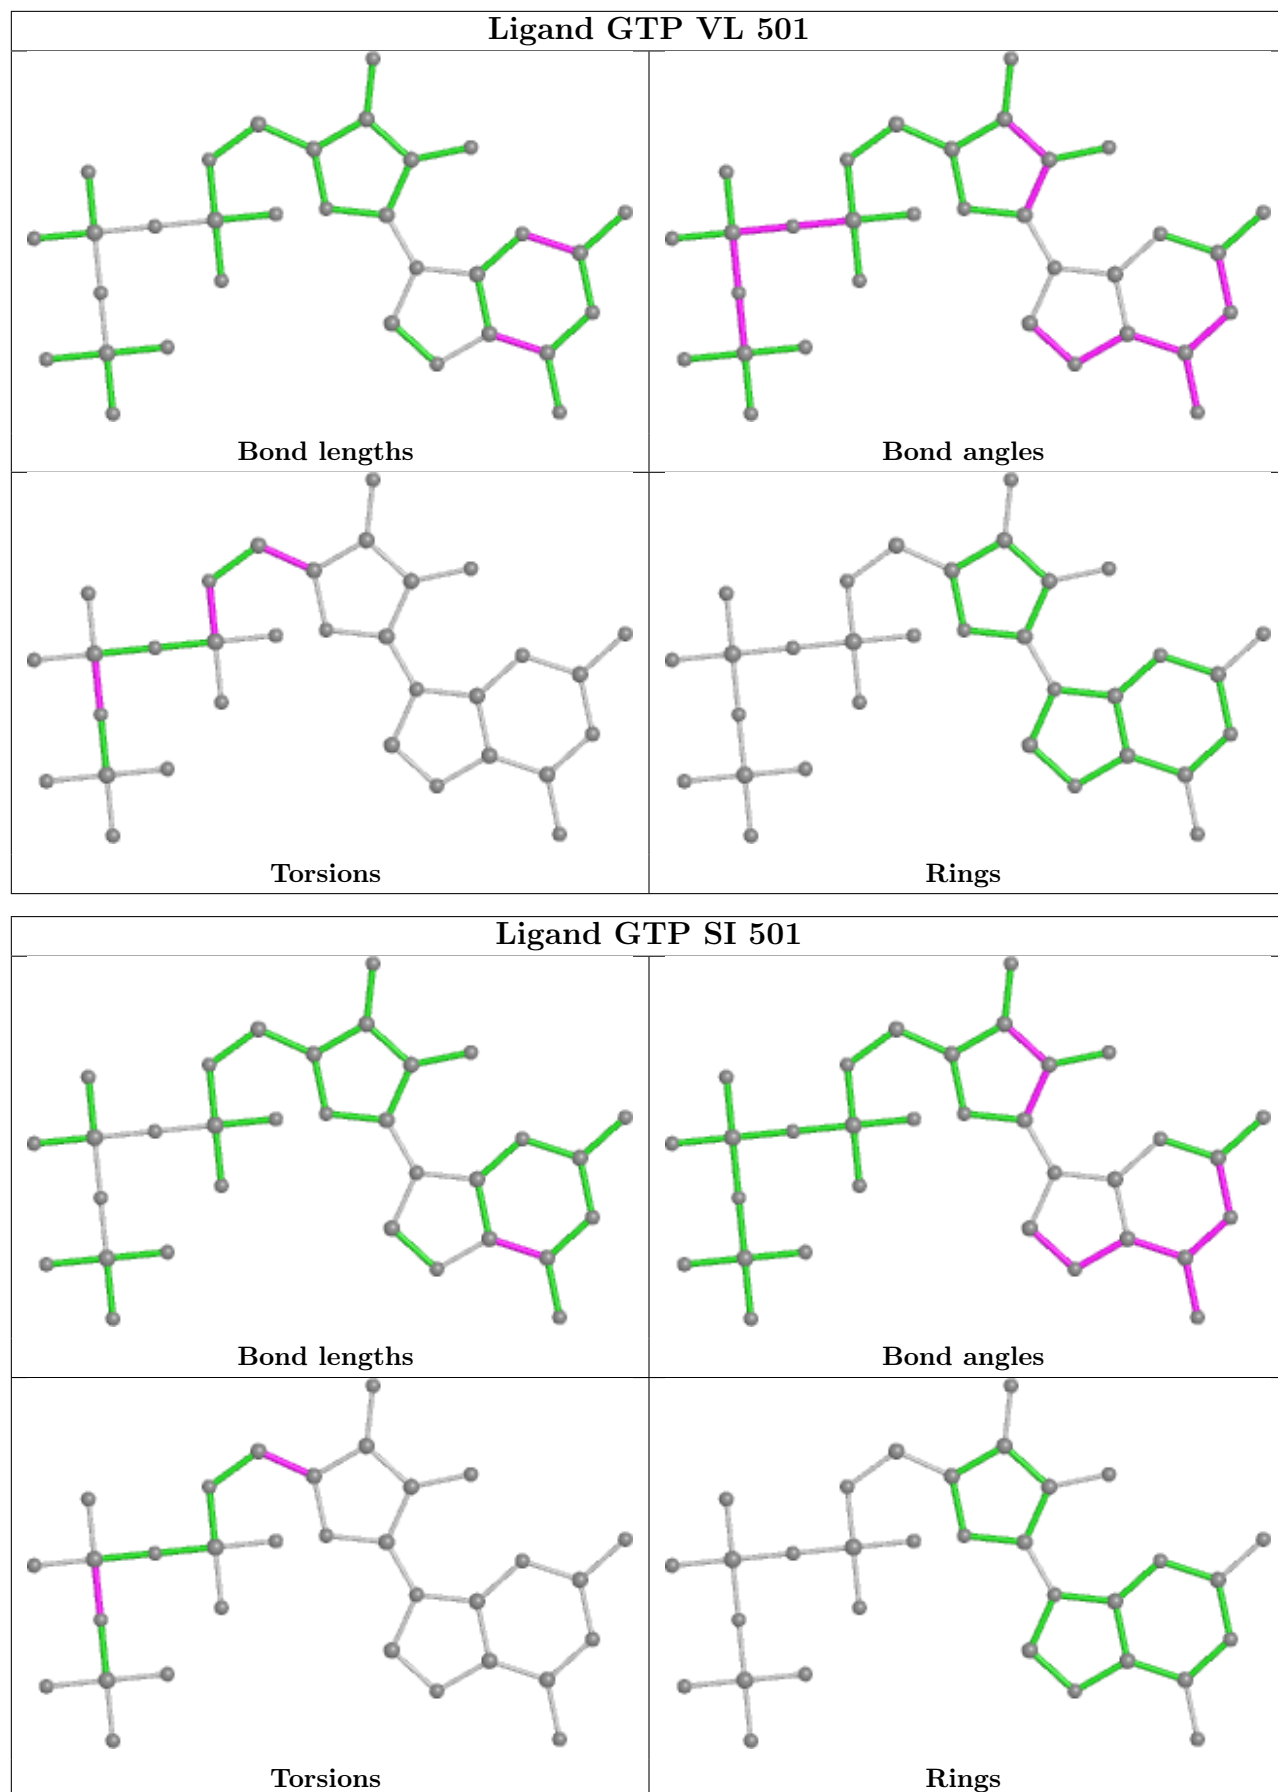 Ligand GTP VL 501
Bond lengths
Bond angles
Torsions
Rings
Ligand GTP SI 501
Bond lengths
Bond angles
Torsions
Rings